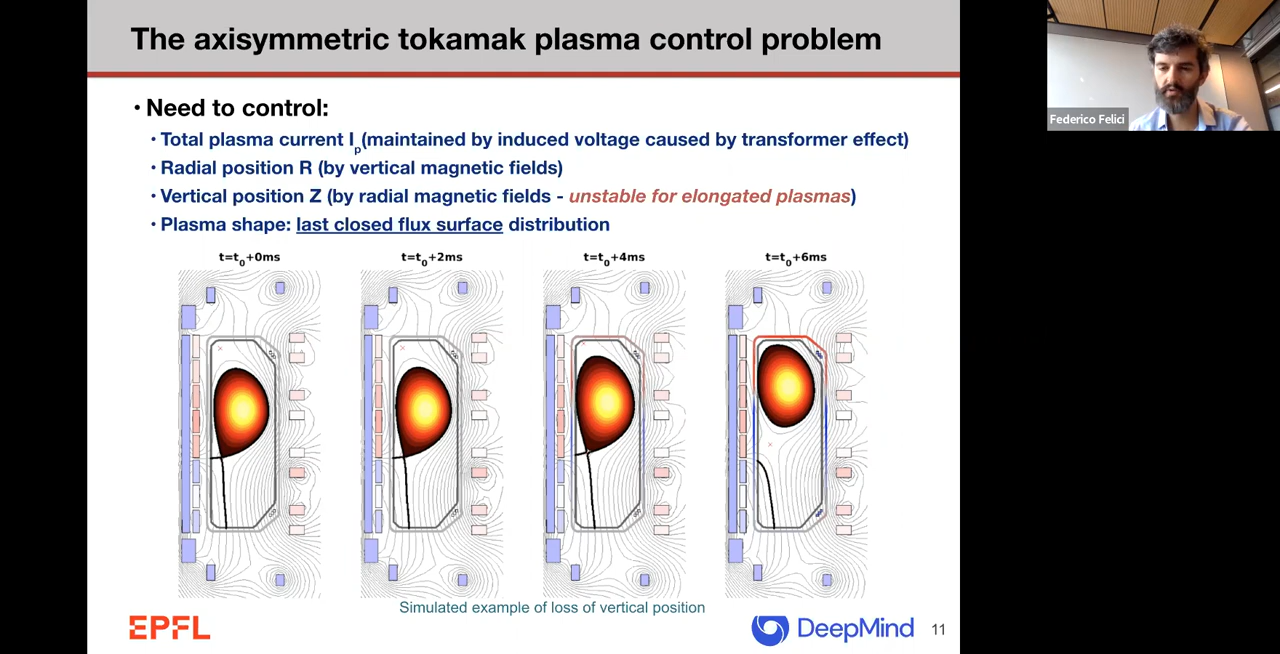 The axisymmetric tokamak plasma control problem
Federico Felici
• Need to control:
• Total plasma current Ip(maintained by induced voltage caused by transformer effect)
• Radial position R (by vertical magnetic fields)
• Vertical position Z (by radial magnetic fields - unstable for elongated plasmas)
• Plasma shape: last closed flux surface distribution
t=t0+0ms t=t0+2ms t=t0+4ms t=t0+6ms
Simulated example of loss of vertical position
EPFL DeepMind 11